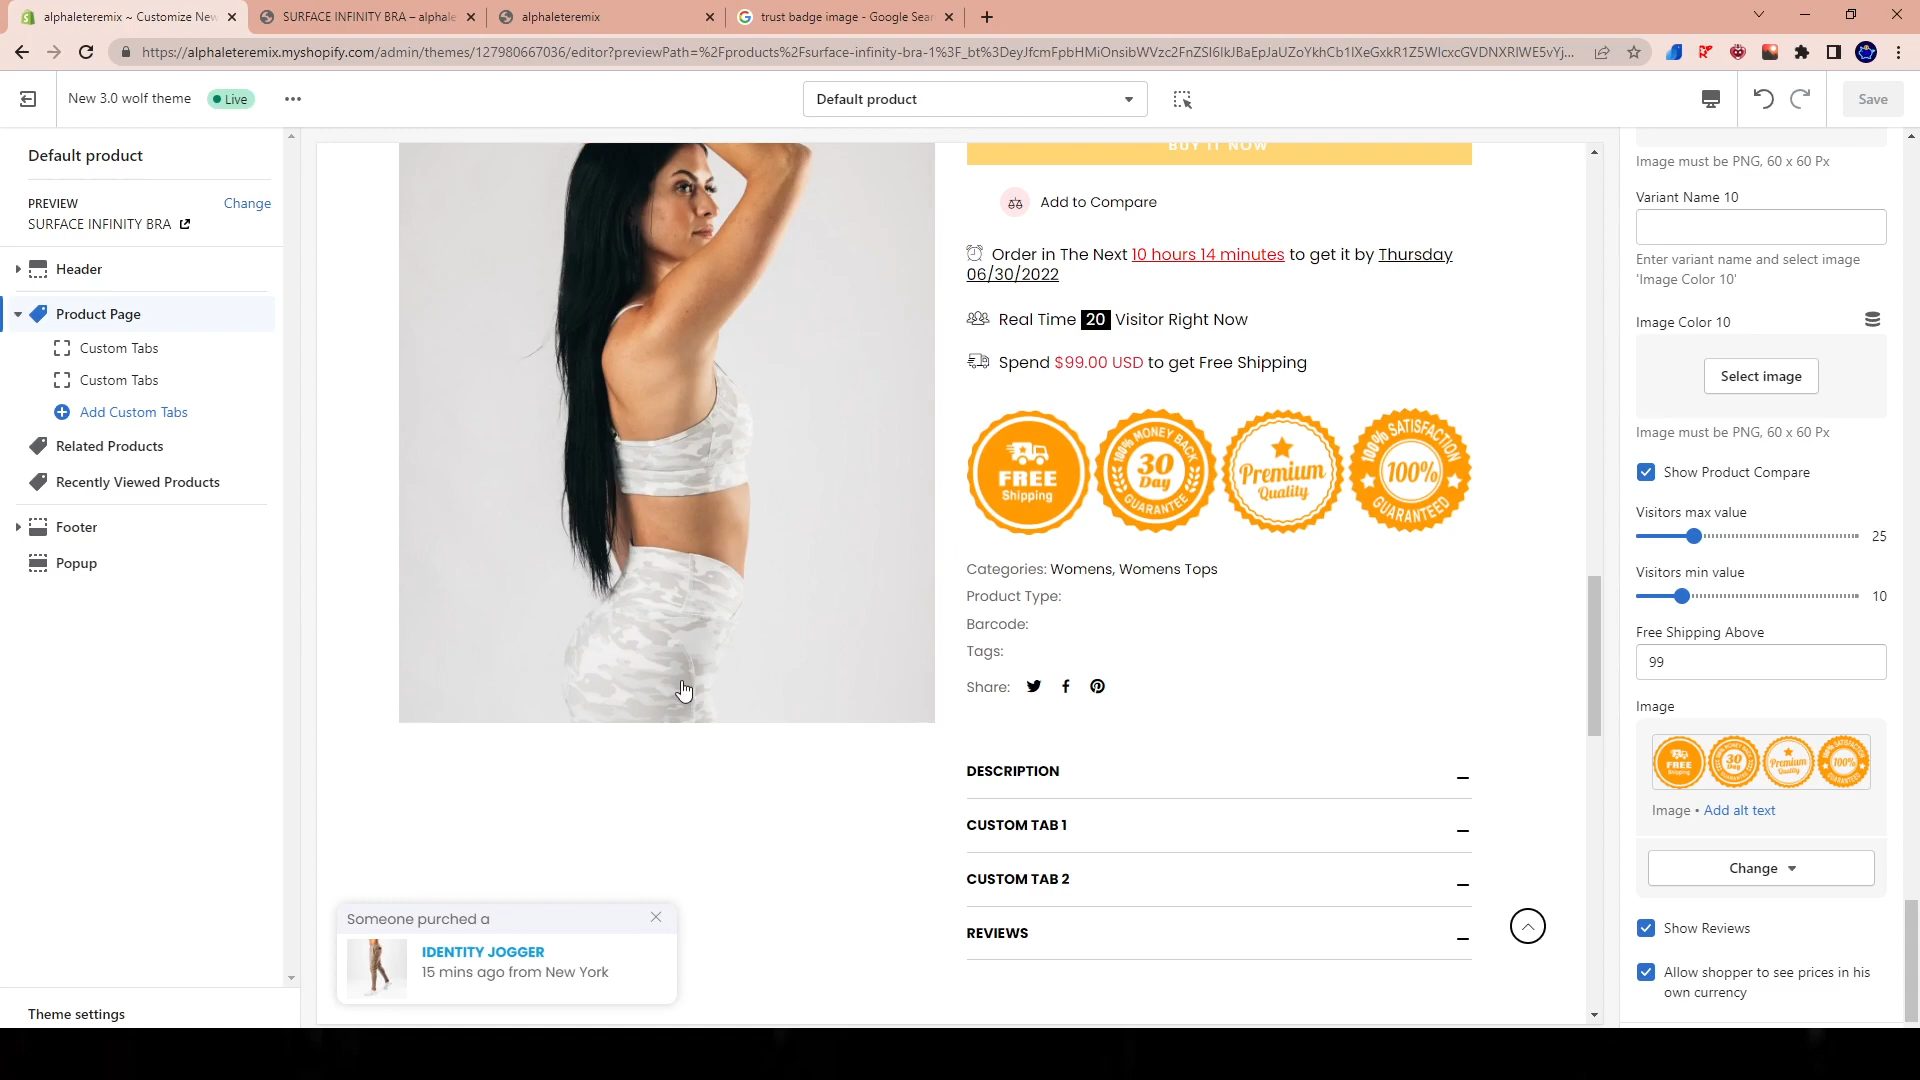 alphaleteremix ~ Customize New
SURFACE INFINITY BRA – alphale
alphaleteremix
trust badge image - Google Sear
https://alphaleteremix.myshopify.com/admin/themes/127980667036/editor?previewPath=%2Fproducts%2Fsurface-infinity-bra-1%3F_bt%3DeyJfcmFpbHMiOnsibWVzc2FnZSI6IkJBaEpJaUZoYkhCb1lXeGxkR1Z5WlcxcGVDNXRlWE5vYj...
New 3.0 wolf theme
Live
Default product
Save
Default product
PREVIEW
Change
SURFACE INFINITY BRA
Header
Product Page
Custom Tabs
Custom Tabs
Add Custom Tabs
Related Products
Recently Viewed Products
Footer
Popup
Theme settings
BUY IT NOW
Add to Compare
Order in The Next 10 hours 14 minutes to get it by Thursday
06/30/2022
Real Time 20 Visitor Right Now
Spend $99.00 USD to get Free Shipping
FREE
Shipping
100% MONEY BACK
30
Day
GUARANTEE
Premium
Quality
100% SATISFACTION
100%
GUARANTEED
Categories: Womens, Womens Tops
Product Type:
Barcode:
Tags:
Share:
DESCRIPTION
CUSTOM TAB 1
CUSTOM TAB 2
REVIEWS
Someone purched a
IDENTITY JOGGER
15 mins ago from New York
Image must be PNG, 60 x 60 Px
Variant Name 10
Enter variant name and select image
'Image Color 10'
Image Color 10
Select image
Image must be PNG, 60 x 60 Px
Show Product Compare
Visitors max value
25
Visitors min value
10
Free Shipping Above
99
Image
FREE
Shipping
30
Day
Premium
Quality
100%
Image • Add alt text
Change
Show Reviews
Allow shopper to see prices in his
own currency